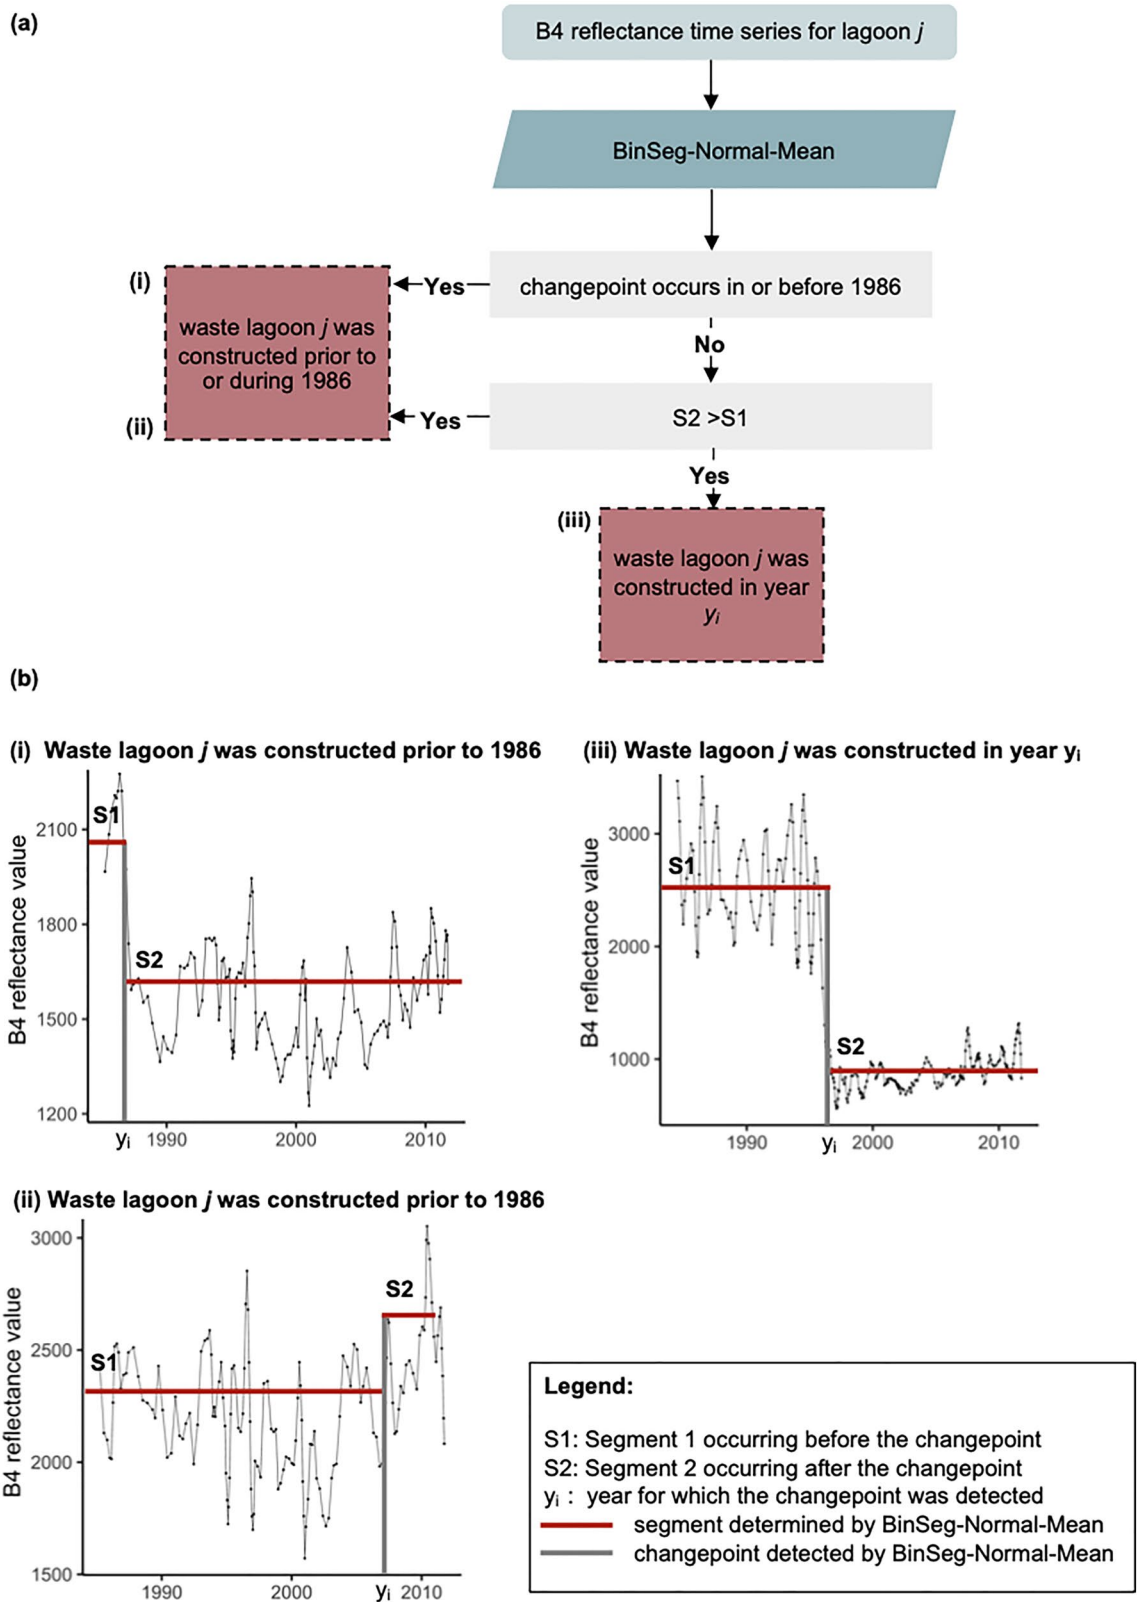 (a)
B4 reflectance time series for lagoon j
BinSeg-Normal-Mean
(i)
Yes
changepoint occurs in or before 1986
waste lagoon j was
constructed prior to
or during 1986
No
(ii)
Yes
S2 >S1
Yes
(iii)
waste lagoon j was
constructed in year
yi
(b)
(i) Waste lagoon j was constructed prior to 1986
S1
S2
B4 reflectance value
2100
1800
1500
1200
yi 1990 2000 2010
(iii) Waste lagoon j was constructed in year yi
S1
S2
B4 reflectance value
3000
2000
1000
1990 yi 2000 2010
(ii) Waste lagoon j was constructed prior to 1986
S1
S2
B4 reflectance value
3000
2500
2000
1500
1990 2000 yi 2010
Legend:
S1: Segment 1 occurring before the changepoint
S2: Segment 2 occurring after the changepoint
yi : year for which the changepoint was detected
segment determined by BinSeg-Normal-Mean
changepoint detected by BinSeg-Normal-Mean